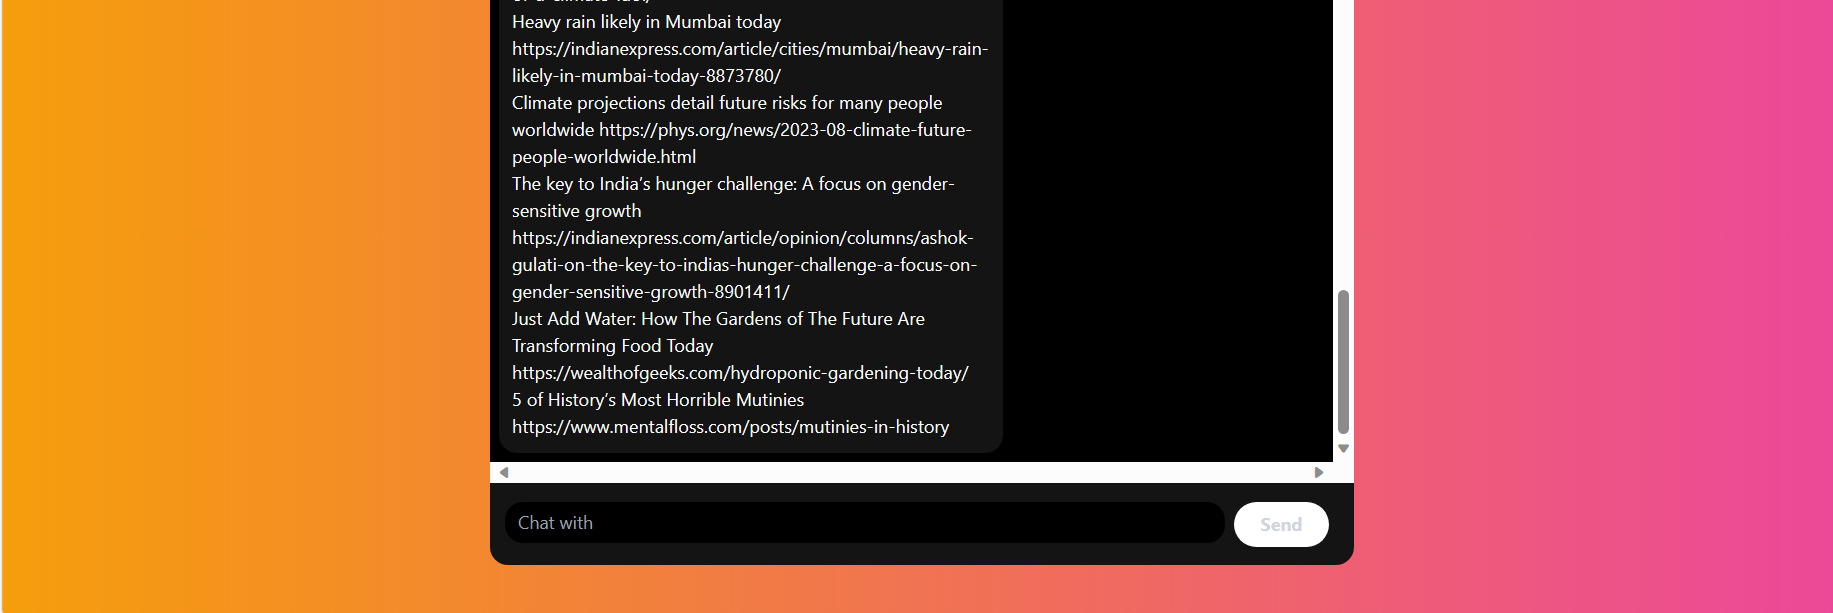 Heavy rain likely in Mumbai today
https://indianexpress.com/article/cities/mumbai/heavy-rain-
likely-in-mumbai-today-8873780/
Climate projections detail future risks for many people
worldwide https://phys.org/news/2023-08-climate-future-
people-worldwide.html
The key to India’s hunger challenge: A focus on gender-
sensitive growth
https://indianexpress.com/article/opinion/columns/ashok-
gulati-on-the-key-to-indias-hunger-challenge-a-focus-on-
gender-sensitive-growth-8901411/
Just Add Water: How The Gardens of The Future Are
Transforming Food Today
https://wealthofgeeks.com/hydroponic-gardening-today/
5 of History’s Most Horrible Mutinies
https://www.mentalfloss.com/posts/mutinies-in-history
Chat with
Send